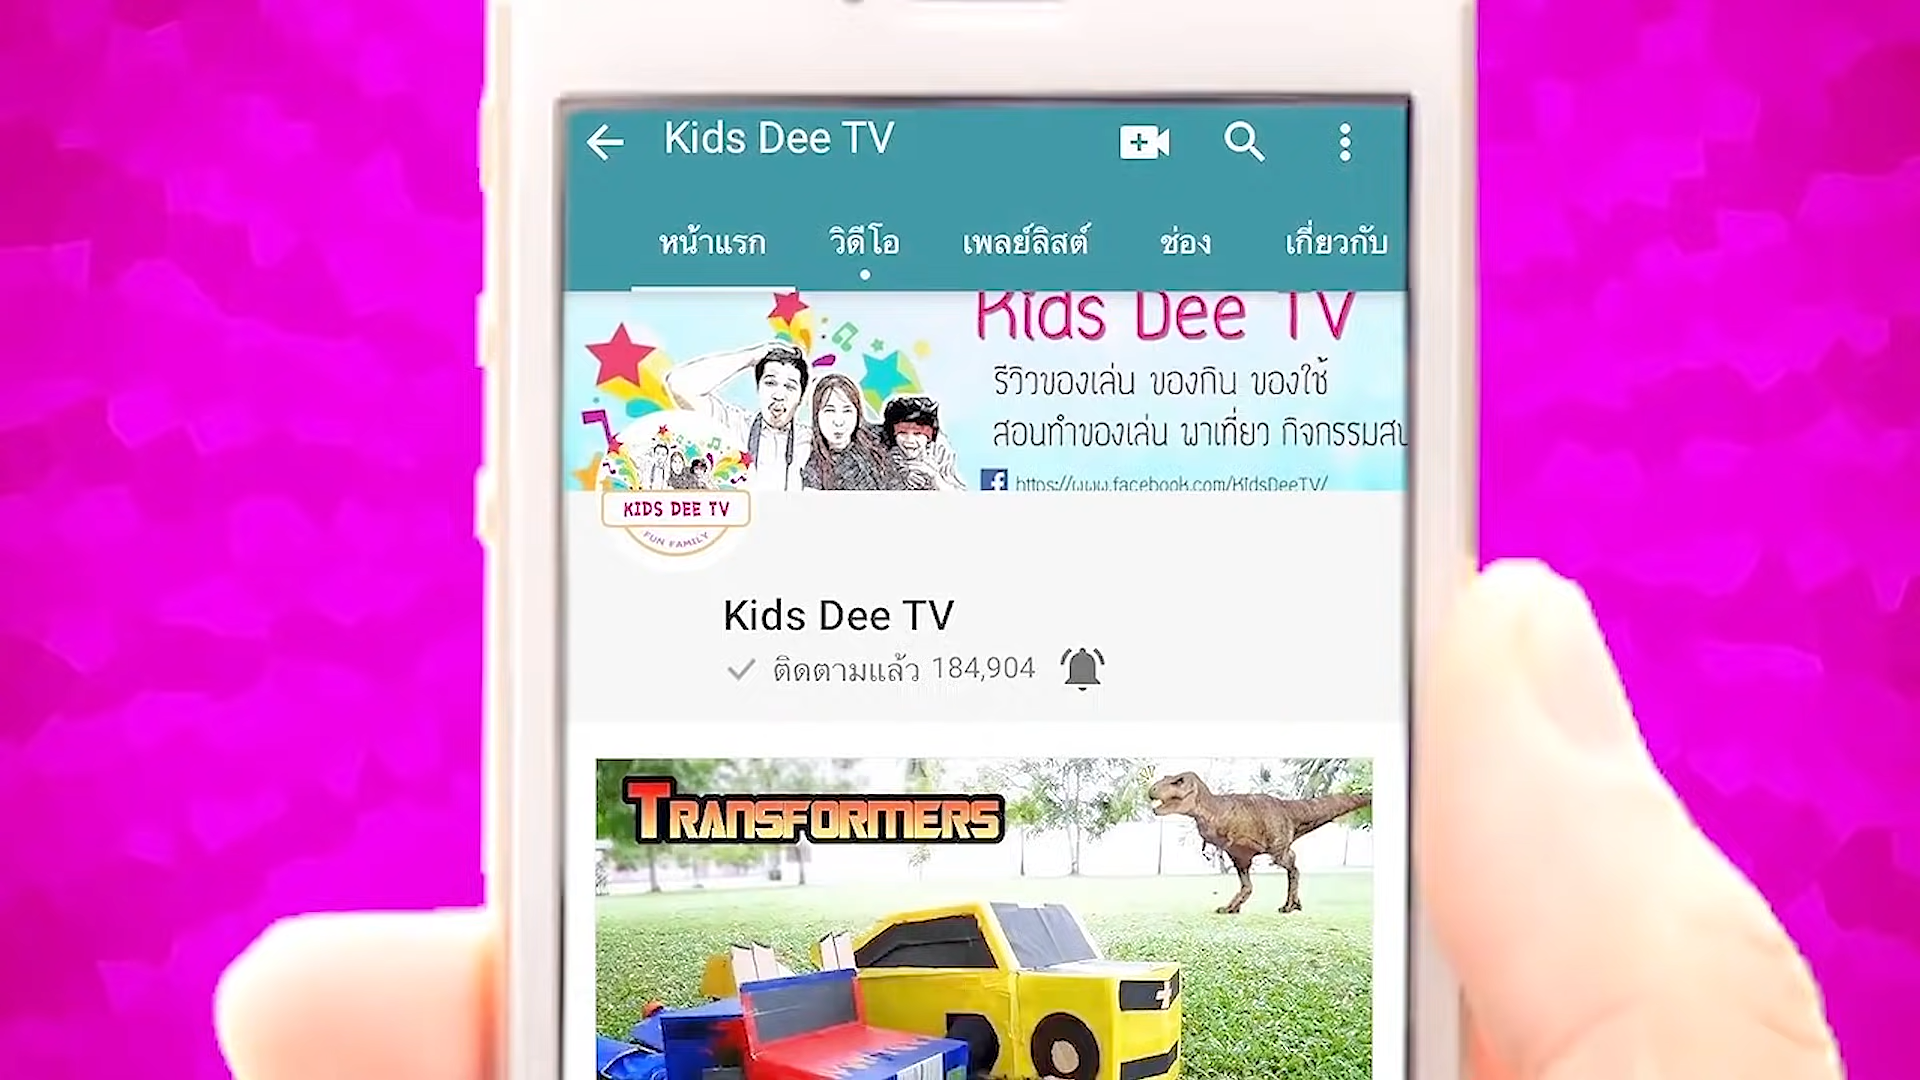 Kids Dee TV
หน้าแรก วิดีโอ เพลย์ลิสต์ ช่อง เกี่ยวกับ
Kids Dee TV
รีวิวของเล่น ของกิน ของใช้
สอนทำของเล่น พาเที่ยว กิจกรรมสน
https://www.facebook.com/KidsDeeTV/
KIDS DEE TV
FUN FAMILY
Kids Dee TV
ติดตามแล้ว 184,904
TRANSFORMERS